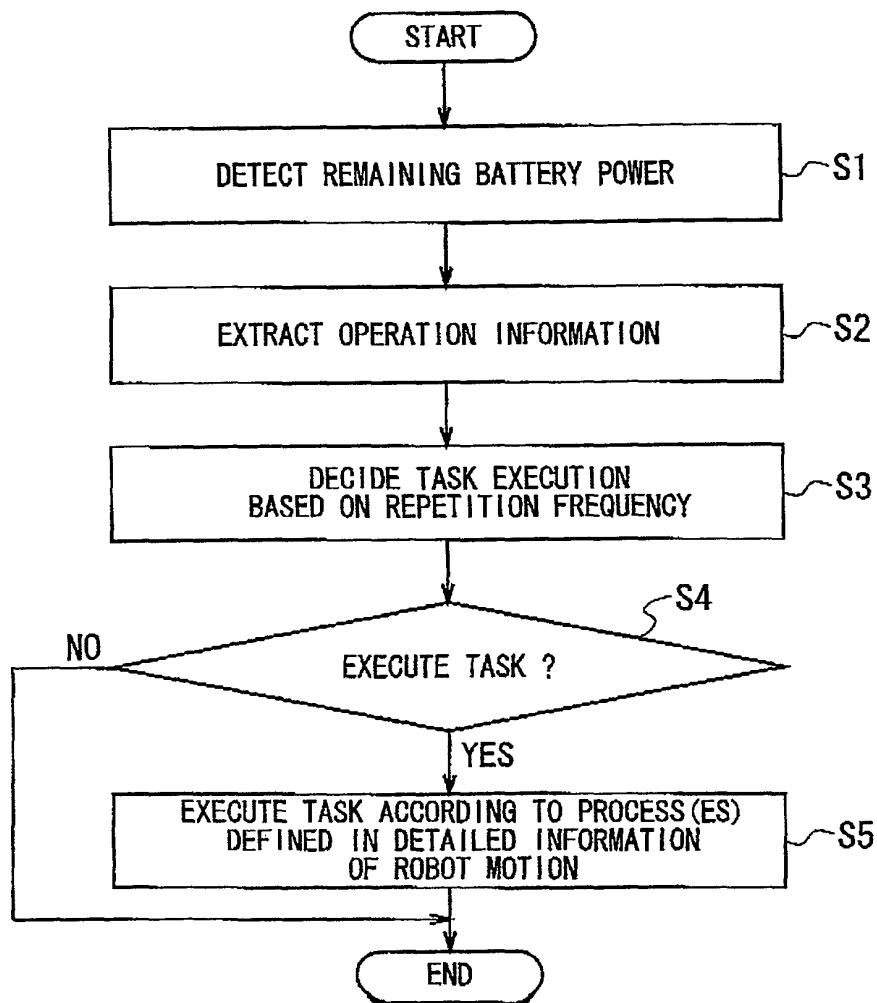 START
DETECT REMAINING BATTERY POWER
S1
EXTRACT OPERATION INFORMATION
S2
DECIDE TASK EXECUTION
BASED ON REPETITION FREQUENCY
S3
S4
NO
EXECUTE TASK ?
YES
EXECUTE TASK ACCORDING TO PROCESS(ES)
DEFINED IN DETAILED INFORMATION
OF ROBOT MOTION
S5
END